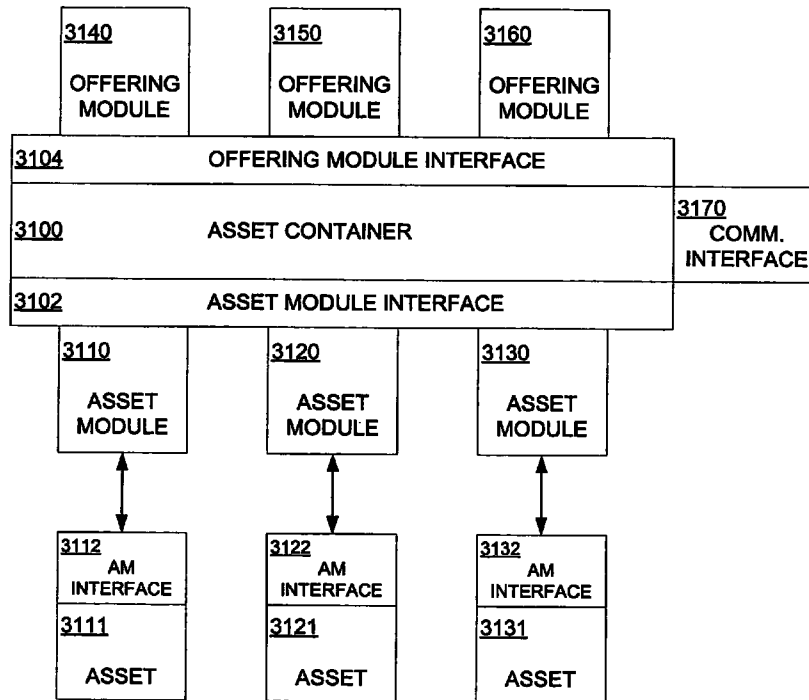 3140
OFFERING
MODULE
3150
OFFERING
MODULE
3160
OFFERING
MODULE
3104 OFFERING MODULE INTERFACE
3100 ASSET CONTAINER
3170
COMM.
INTERFACE
3102 ASSET MODULE INTERFACE
3110
ASSET
MODULE
3120
ASSET
MODULE
3130
ASSET
MODULE
3112
AM
INTERFACE
3122
AM
INTERFACE
3132
AM
INTERFACE
3111
ASSET
3121
ASSET
3131
ASSET